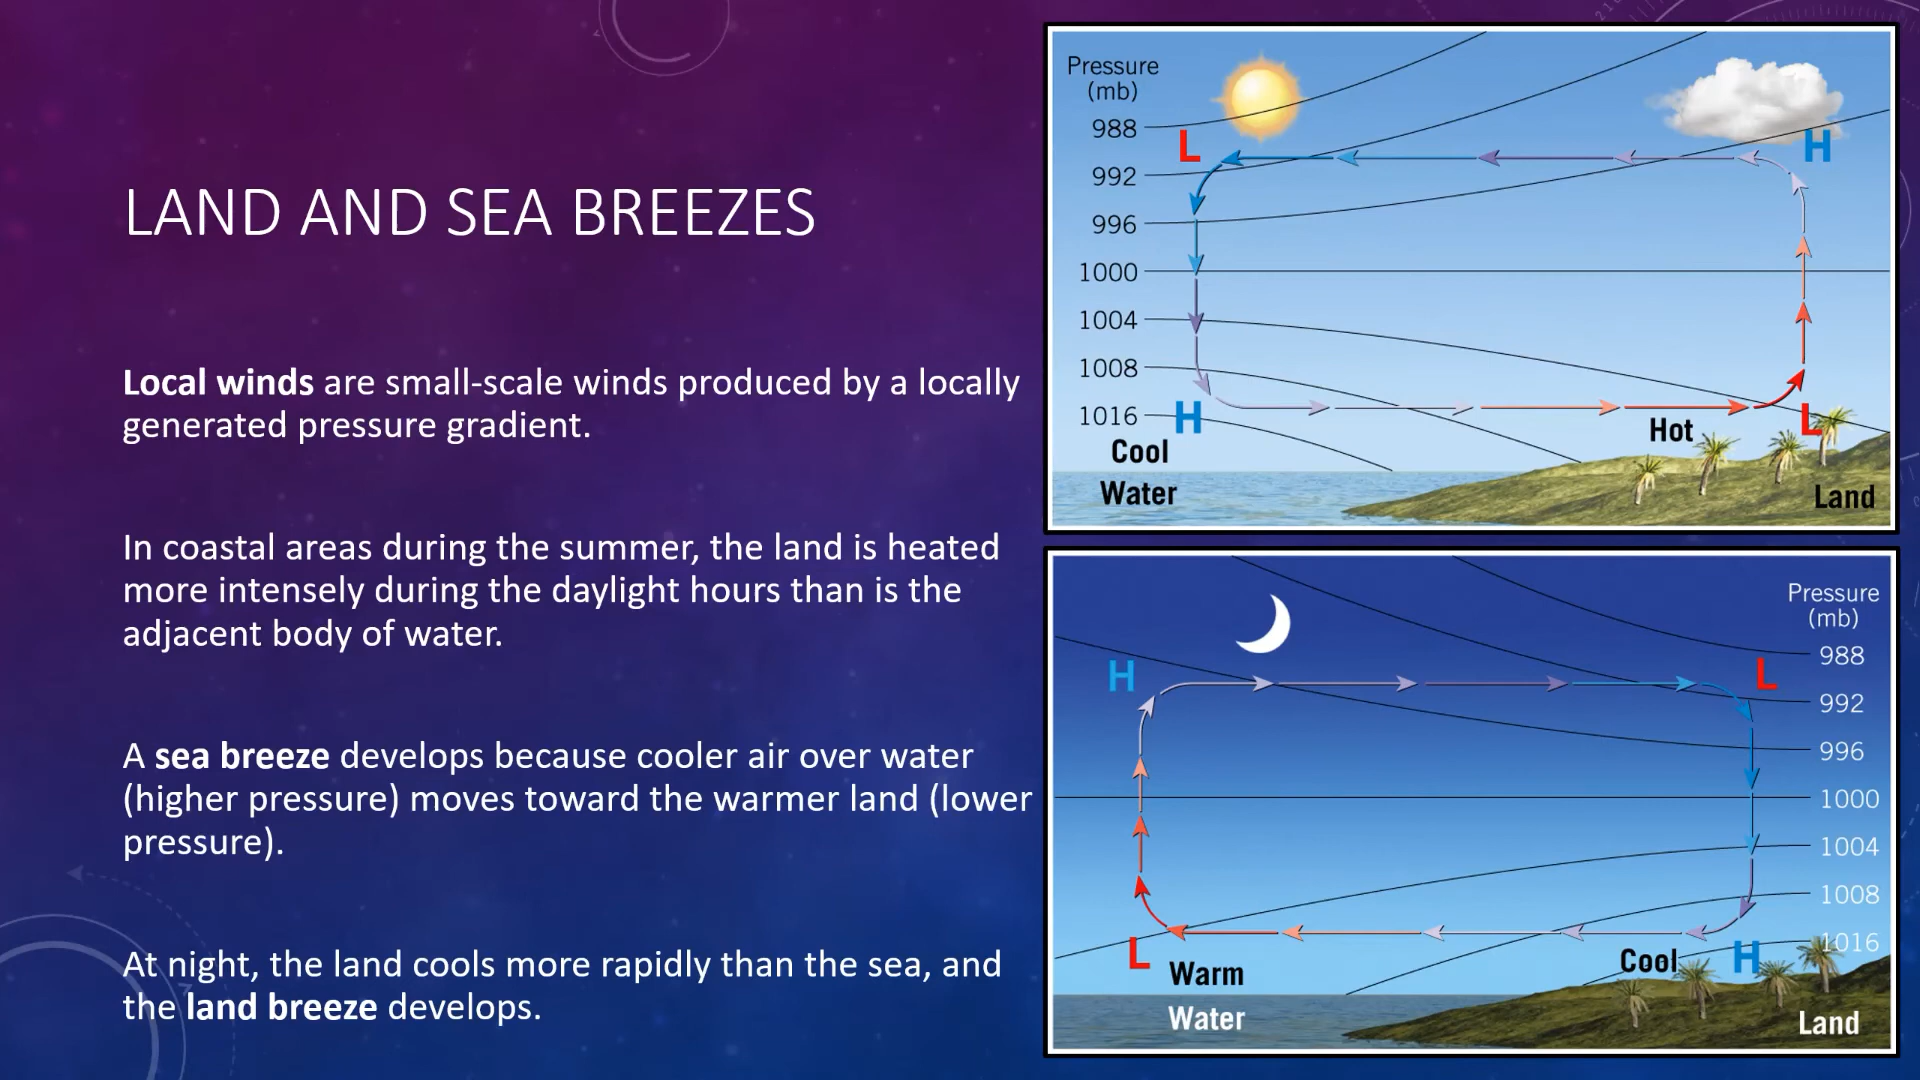 LAND AND SEA BREEZES
Local winds are small-scale winds produced by a locally
generated pressure gradient.
In coastal areas during the summer, the land is heated
more intensely during the daylight hours than is the
adjacent body of water.
A sea breeze develops because cooler air over water
(higher pressure) moves toward the warmer land (lower
pressure).
At night, the land cools more rapidly than the sea, and
the land breeze develops.
Pressure
(mb)
988
L
H
992
996
1000
1004
1008
1016
H
Hot
L
Cool
Water
Land
Pressure
(mb)
988
H
L
992
996
1000
1004
1008
1016
L
Warm
Cool
H
Water
Land